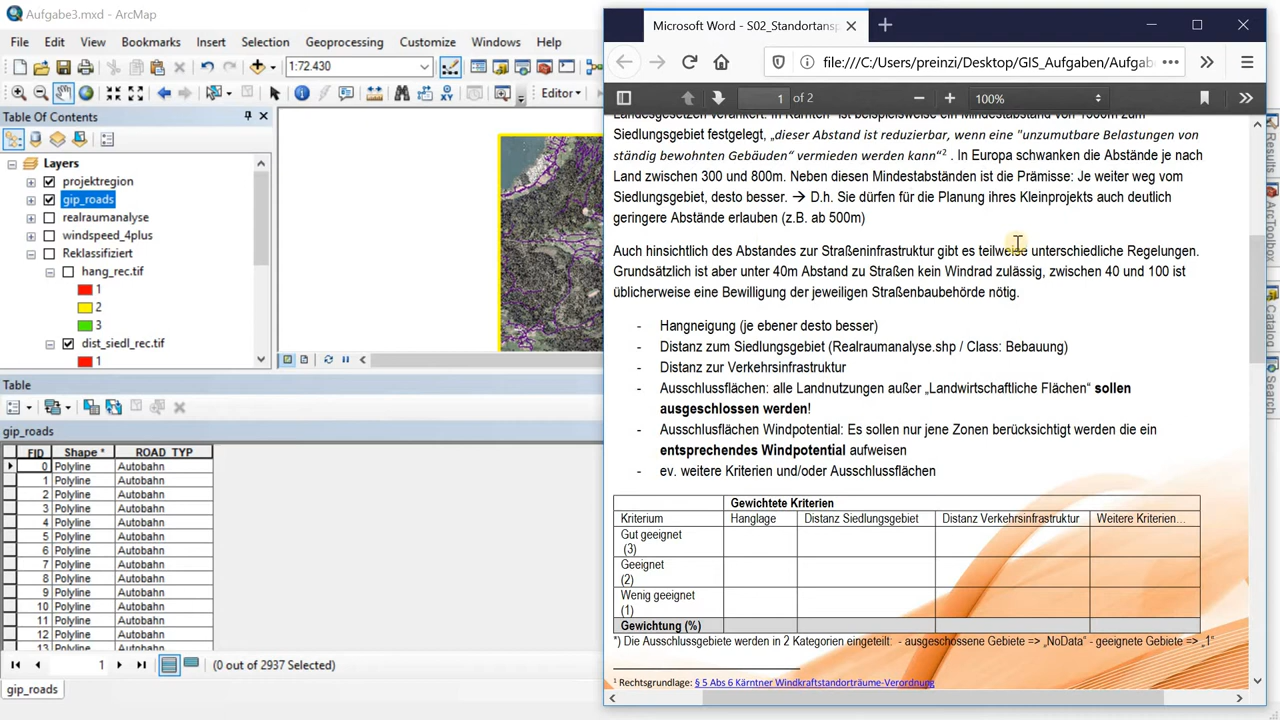 Aufgabe3.mxd - ArcMap
File Edit View Bookmarks Insert Selection Geoprocessing Customize Windows Help
1:72.430
Editor
Table Of Contents
Layers
projektregion
gip_roads
realraumanalyse
windspeed_4plus
Reklassifiziert
hang_rec.tif
1
2
3
dist_siedl_rec.tif
1
Table
gip_roads
FID Shape * ROAD_TYP
0 Polyline Autobahn
1 Polyline Autobahn
2 Polyline Autobahn
3 Polyline Autobahn
4 Polyline Autobahn
5 Polyline Autobahn
6 Polyline Autobahn
7 Polyline Autobahn
8 Polyline Autobahn
9 Polyline Autobahn
10 Polyline Autobahn
11 Polyline Autobahn
12 Polyline Autobahn
13 Polyline Autobahn
1 (0 out of 2937 Selected)
gip_roads
Microsoft Word - S02_Standortansp
file:///C:/Users/preinzi/Desktop/GIS_Aufgaben/Aufgab
1 of 2 100%
Siedlungsgebiet festgelegt, „dieser Abstand ist reduzierbar, wenn eine "unzumutbare Belastungen von
ständig bewohnten Gebäuden“ vermieden werden kann“2 . In Europa schwanken die Abstände je nach
Land zwischen 300 und 800m. Neben diesen Mindestabständen ist die Prämisse: Je weiter weg vom
Siedlungsgebiet, desto besser. → D.h. Sie dürfen für die Planung ihres Kleinprojekts auch deutlich
geringere Abstände erlauben (z.B. ab 500m)
Auch hinsichtlich des Abstandes zur Straßeninfrastruktur gibt es teilweise unterschiedliche Regelungen.
Grundsätzlich ist aber unter 40m Abstand zu Straßen kein Windrad zulässig, zwischen 40 und 100 ist
üblicherweise eine Bewilligung der jeweiligen Straßenbaubehörde nötig.
- Hangneigung (je ebener desto besser)
- Distanz zum Siedlungsgebiet (Realraumanalyse.shp / Class: Bebauung)
- Distanz zur Verkehrsinfrastruktur
- Ausschlussflächen: alle Landnutzungen außer „Landwirtschaftliche Flächen“ sollen
ausgeschlossen werden!
- Ausschlusflächen Windpotential: Es sollen nur jene Zonen berücksichtigt werden die ein
entsprechendes Windpotential aufweisen
- ev. weitere Kriterien und/oder Ausschlussflächen
Gewichtete Kriterien
Kriterium Hanglage Distanz Siedlungsgebiet Distanz Verkehrsinfrastruktur Weitere Kriterien…
Gut geeignet
(3)
Geeignet
(2)
Wenig geeignet
(1)
Gewichtung (%)
*) Die Ausschlussgebiete werden in 2 Kategorien eingeteilt: - ausgeschossene Gebiete => „NoData“ - geeignete Gebiete => „1“
1 Rechtsgrundlage: § 5 Abs 6 Kärntner Windkraftstandorträume-Verordnung
ArcToolbox
Catalog